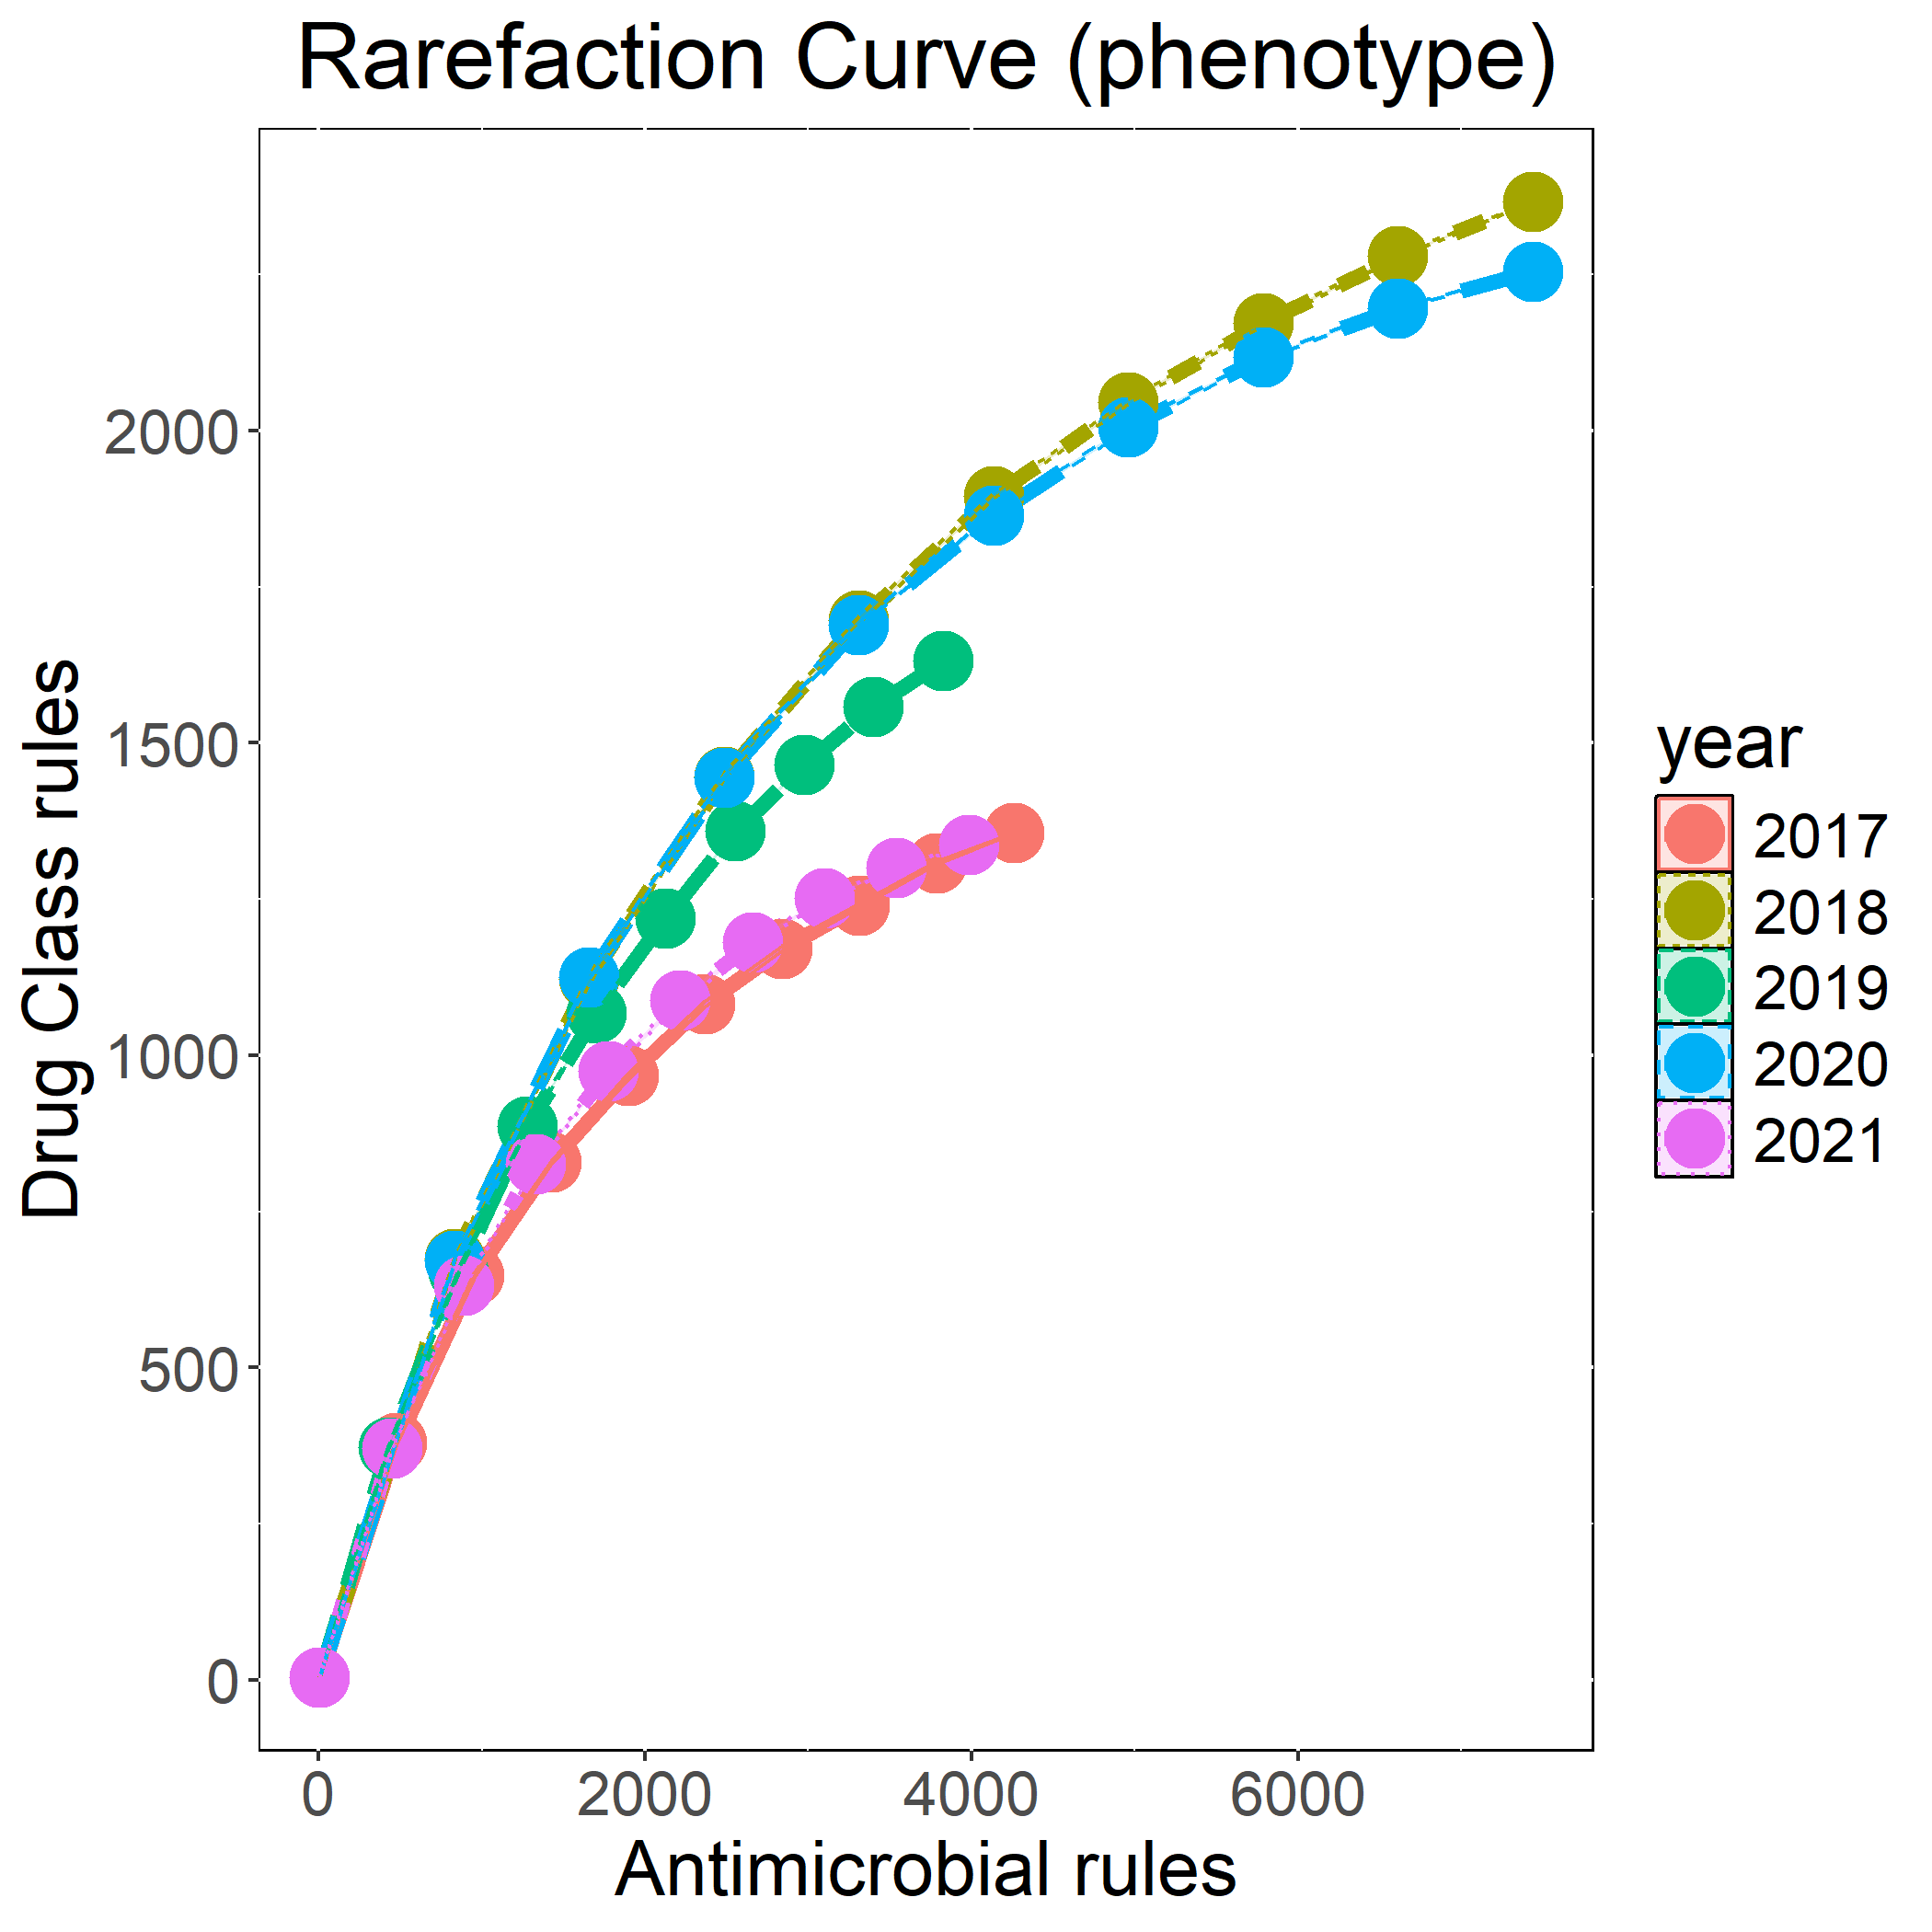 Rarefaction Curve (phenotype)
Drug Class rules
2000
1500
1000
500
0
0 2000 4000 6000
Antimicrobial rules
year
2017
2018
2019
2020
2021